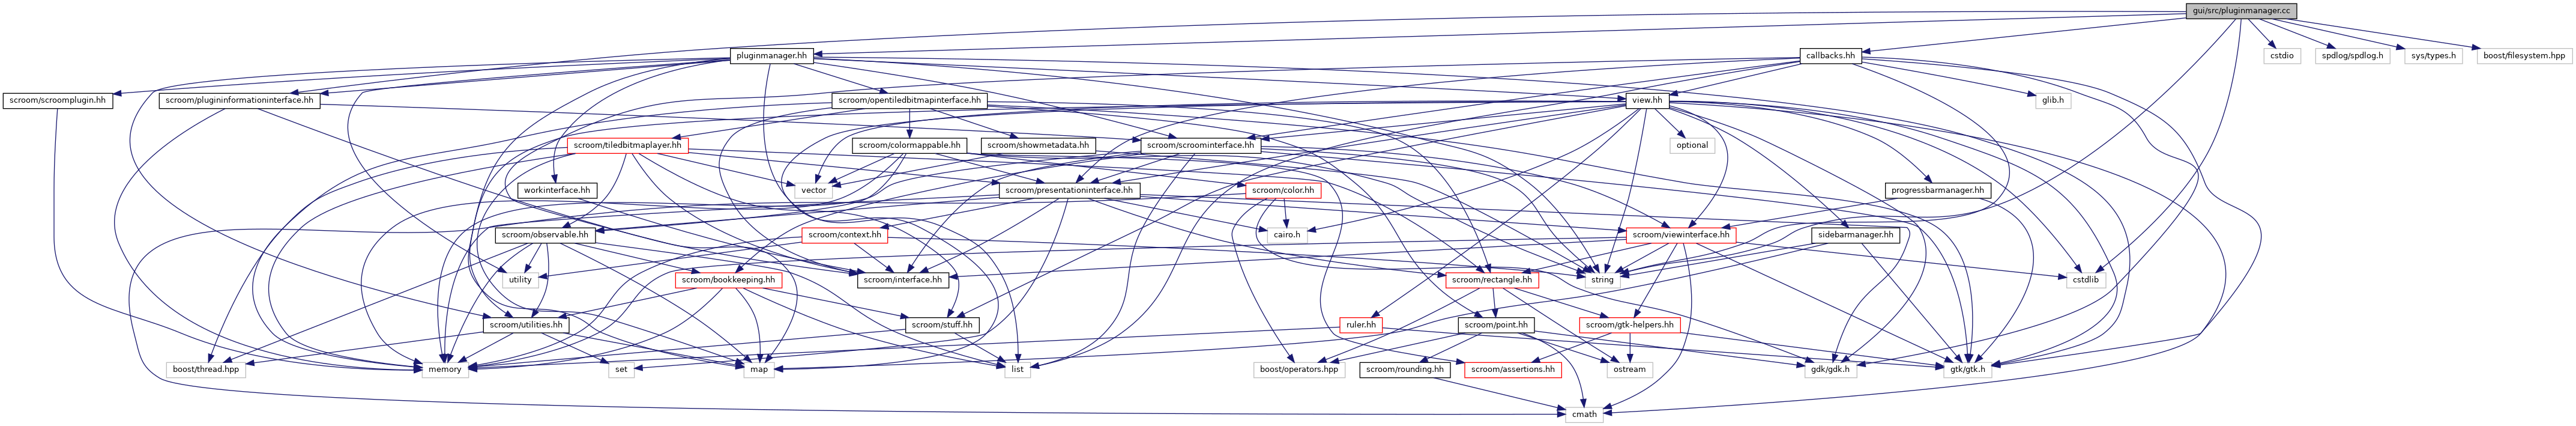 gui/src/pluginmanager.cc
pluginmanager.hh
callbacks.hh
cstdio
spdlog/spdlog.h
sys/types.h
boost/filesystem.hpp
scroom/scroomplugin.hh
scroom/plugininformationinterface.hh
scroom/opentiledbitmapinterface.hh
view.hh
glib.h
scroom/tiledbitmaplayer.hh
scroom/colormappable.hh
scroom/showmetadata.hh
scroom/scroominterface.hh
optional
workinterface.hh
vector
scroom/presentationinterface.hh
scroom/color.hh
progressbarmanager.hh
scroom/observable.hh
scroom/context.hh
cairo.h
scroom/viewinterface.hh
sidebarmanager.hh
utility
scroom/bookkeeping.hh
scroom/interface.hh
scroom/rectangle.hh
string
cstdlib
scroom/utilities.hh
scroom/stuff.hh
ruler.hh
scroom/point.hh
scroom/gtk-helpers.hh
boost/thread.hpp
memory
set
map
list
boost/operators.hpp
scroom/rounding.hh
scroom/assertions.hh
ostream
gdk/gdk.h
gtk/gtk.h
cmath